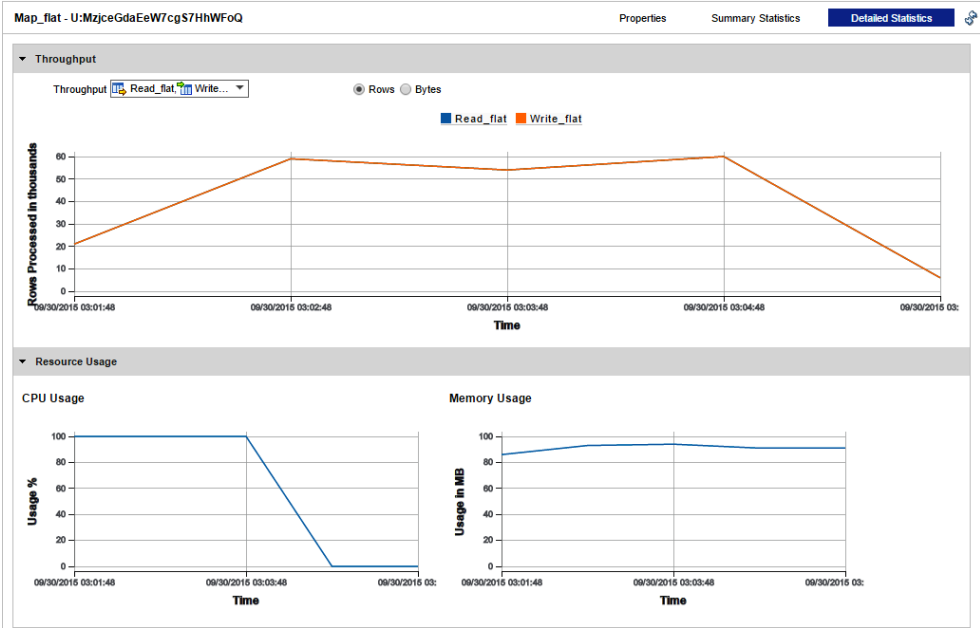 Map_flat - U:MzjceGdaEeW7cgS7HhWFoQ Properties Summary Statistics Detailed Statistics
Throughput
Throughput Read_flat, Write... Rows Bytes
Read_flat Write_flat
Rows Processed in thousands
60
50
40
30
20
10
0
09/30/2015 03:01:48 09/30/2015 03:02:48 09/30/2015 03:03:48 09/30/2015 03:04:48 09/30/2015 03:
Time
Resource Usage
CPU Usage
Usage %
100
80
60
40
20
0
09/30/2015 03:01:48 09/30/2015 03:03:48 09/30/2015 03:
Time
Memory Usage
Usage in MB
100
80
60
40
20
0
09/30/2015 03:01:48 09/30/2015 03:03:48 09/30/2015 03:
Time